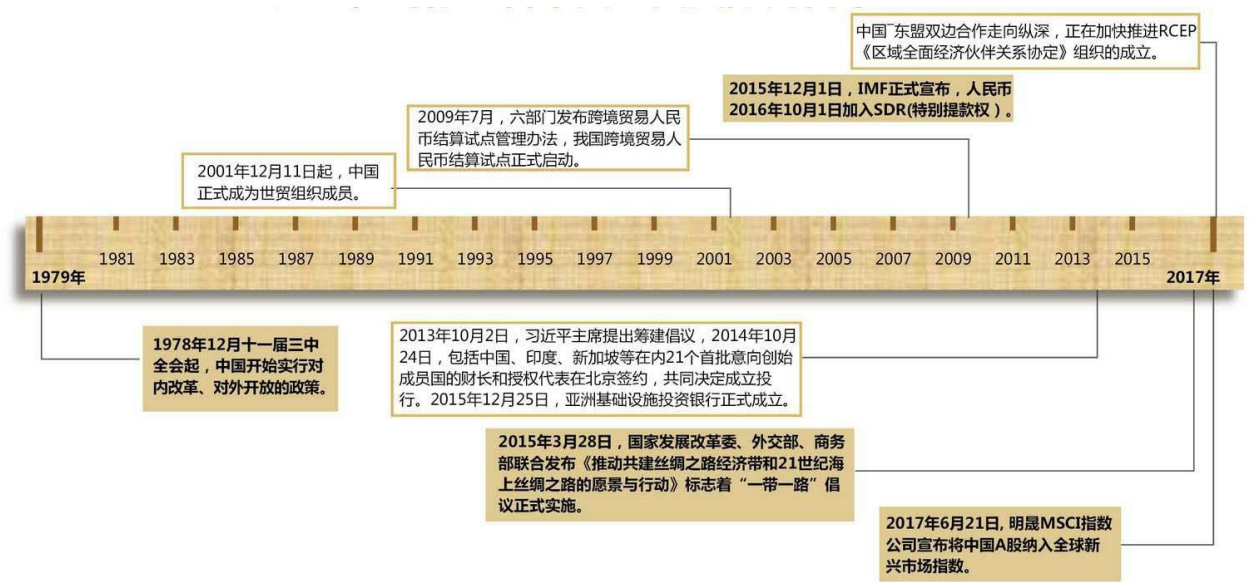 中国-东盟双边合作走向纵深，正在加快推进RCEP
《区域全面经济伙伴关系协定》组织的成立。
2015年12月1日，IMF正式宣布，人民币
2016年10月1日加入SDR(特别提款权）。
2009年7月，六部门发布跨境贸易人民
币结算试点管理办法，我国跨境贸易人
民币结算试点正式启动。
2001年12月11日起，中国
正式成为世贸组织成员。
1979年
1981
1983
1985
1987
1989
1991
1993
1995
1997
1999
2001
2003
2005
2007
2009
2011
2013
2015
2017年
1978年12月十一届三中
全会起，中国开始实行对
内改革、对外开放的政策。
2013年10月2日，习近平主席提出筹建倡议，2014年10月
24日，包括中国、印度、新加坡等在内21个首批意向创始
成员国的财长和授权代表在北京签约，共同决定成立投
行。2015年12月25日，亚洲基础设施投资银行正式成立。
2015年3月28日，国家发展改革委、外交部、商务
部联合发布《推动共建丝绸之路经济带和21世纪海
上丝绸之路的愿景与行动》标志着“一带一路”倡
议正式实施。
2017年6月21日, 明晟MSCI指数
公司宣布将中国A股纳入全球新
兴市场指数。